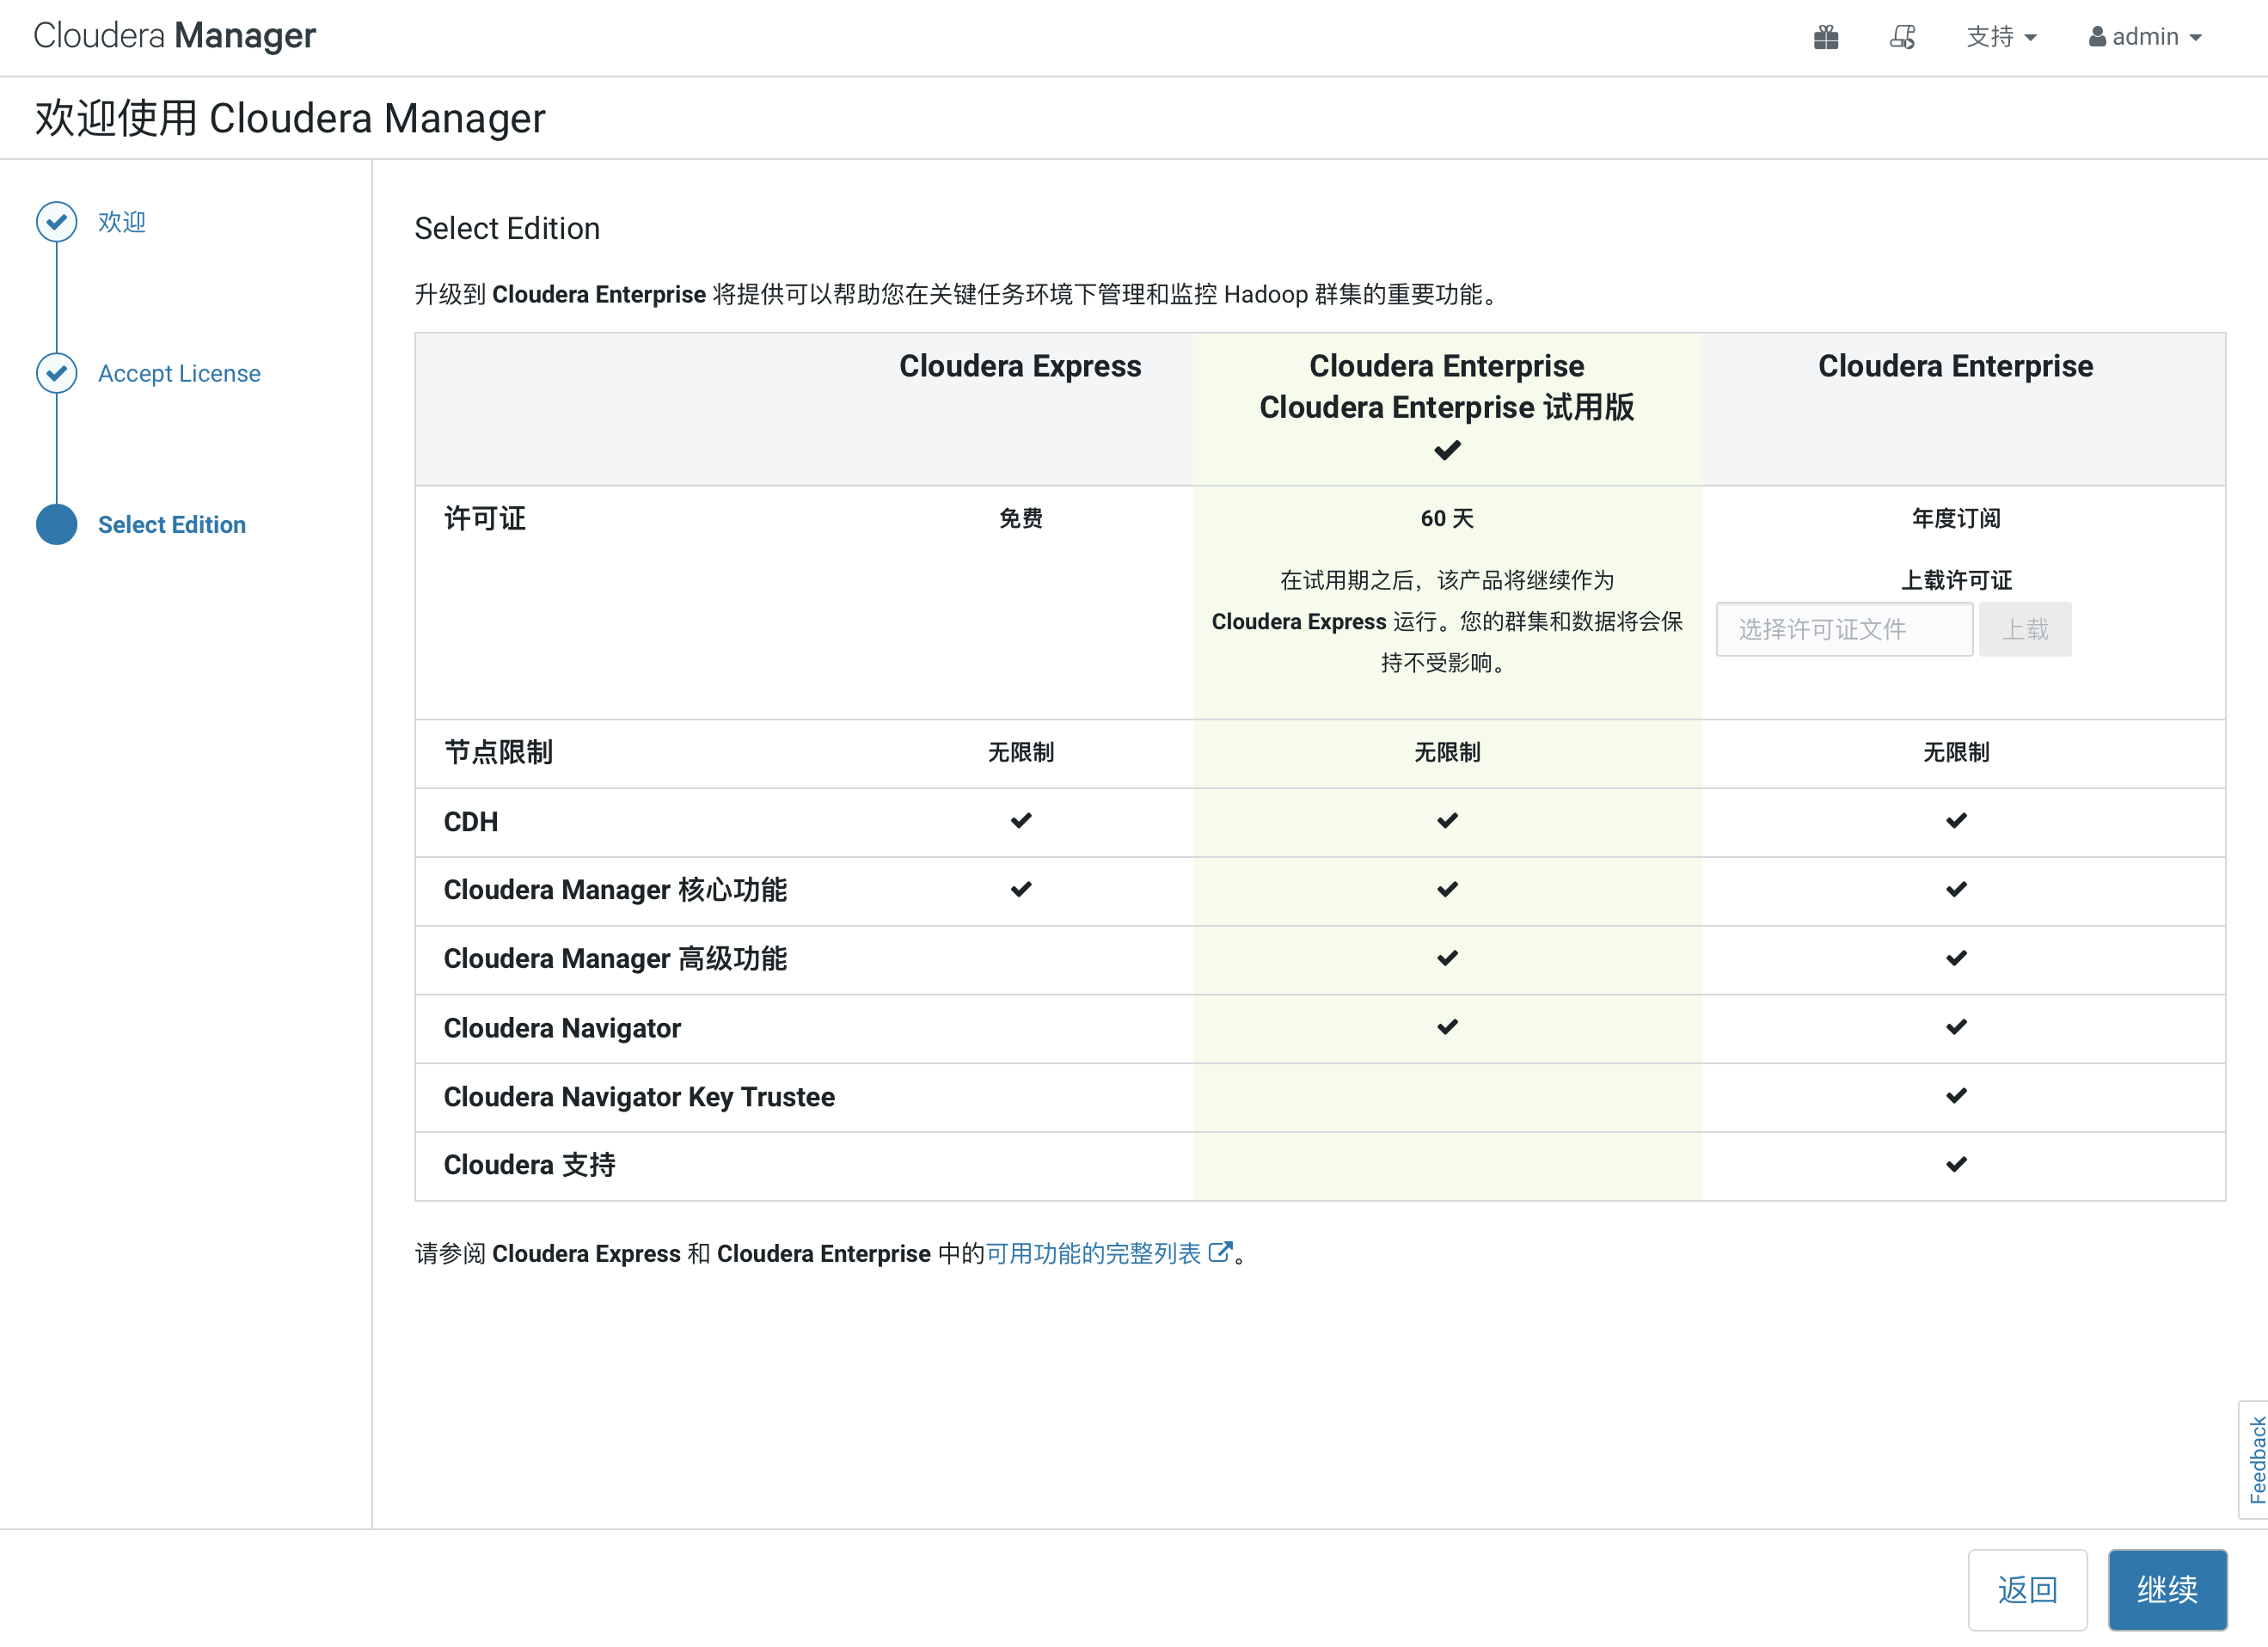 Cloudera Manager
支持
admin
欢迎使用 Cloudera Manager
欢迎
Accept License
Select Edition
Select Edition
升级到 Cloudera Enterprise 将提供可以帮助您在关键任务环境下管理和监控 Hadoop 群集的重要功能。
Cloudera Express
Cloudera Enterprise
Cloudera Enterprise 试用版
Cloudera Enterprise
许可证
免费
60 天
在试用期之后，该产品将继续作为
Cloudera Express 运行。您的群集和数据将会保
持不受影响。
年度订阅
上载许可证
选择许可证文件
上载
节点限制
无限制
无限制
无限制
CDH
Cloudera Manager 核心功能
Cloudera Manager 高级功能
Cloudera Navigator
Cloudera Navigator Key Trustee
Cloudera 支持
请参阅 Cloudera Express 和 Cloudera Enterprise 中的可用功能的完整列表。
Feedback
返回
继续